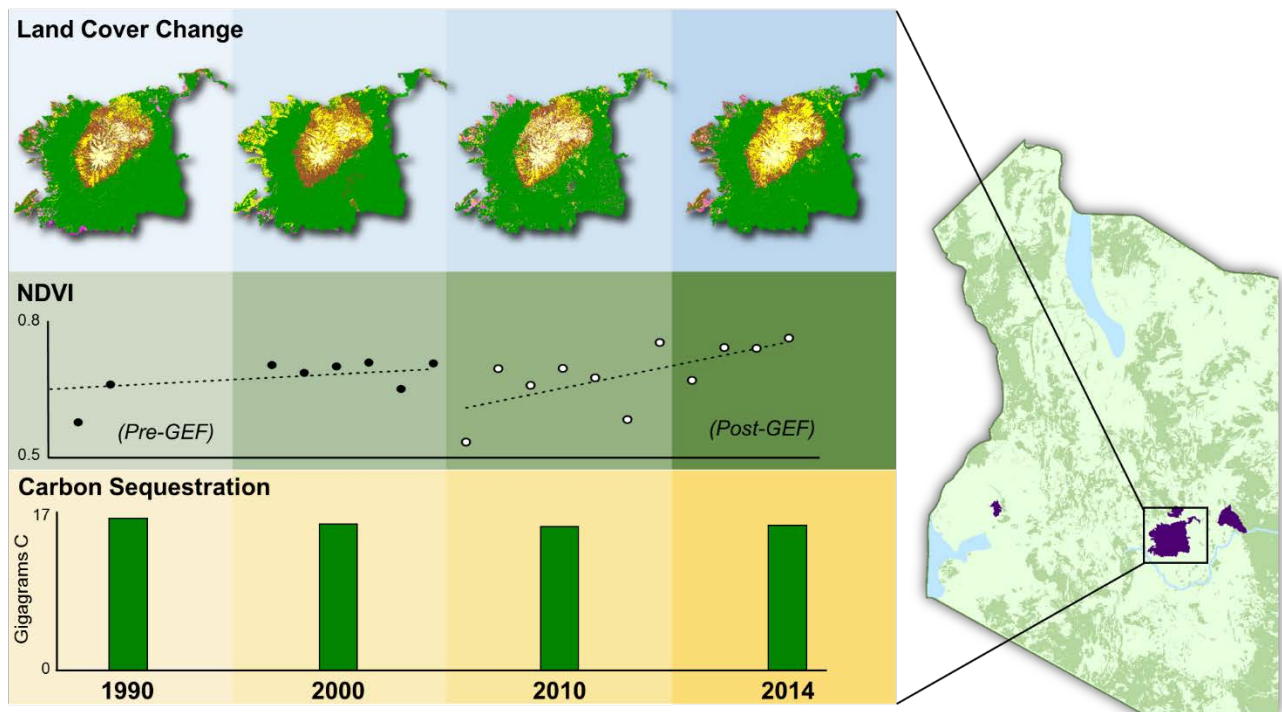 Land Cover Change
NDVI
0.8
(Pre-GEF)
(Post-GEF)
0.5
Carbon Sequestration
17
Gigagrams C
0
1990
2000
2010
2014